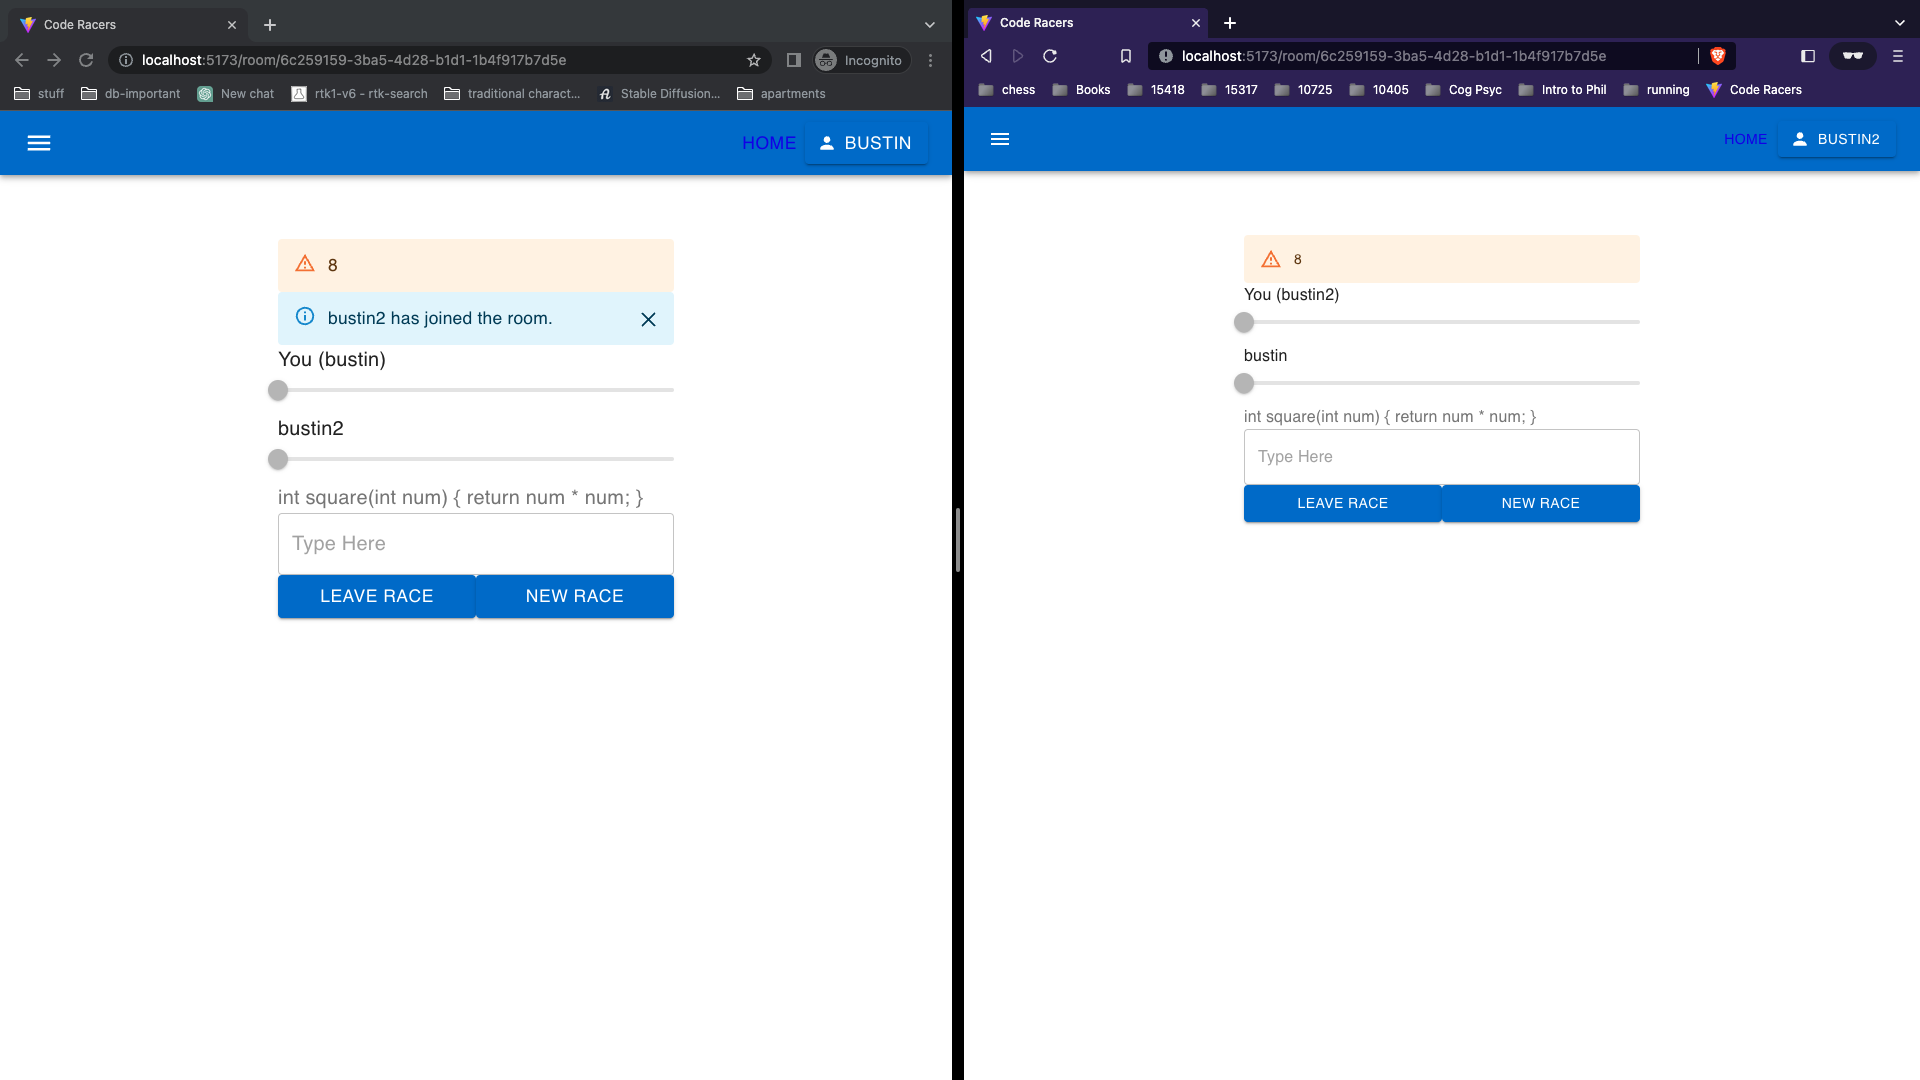 Code Racers
localhost:5173/room/6c259159-3ba5-4d28-b1d1-1b4f917b7d5e
Incognito
stuff db-important New chat rtk1-v6 - rtk-search traditional charact... Stable Diffusion... apartments
HOME BUSTIN
8
bustin2 has joined the room.
You (bustin)
bustin2
int square(int num) { return num * num; }
Type Here
LEAVE RACE NEW RACE
Code Racers
localhost:5173/room/6c259159-3ba5-4d28-b1d1-1b4f917b7d5e
chess Books 15418 15317 10725 10405 Cog Psyc Intro to Phil running Code Racers
HOME BUSTIN2
8
You (bustin2)
bustin
int square(int num) { return num * num; }
Type Here
LEAVE RACE NEW RACE